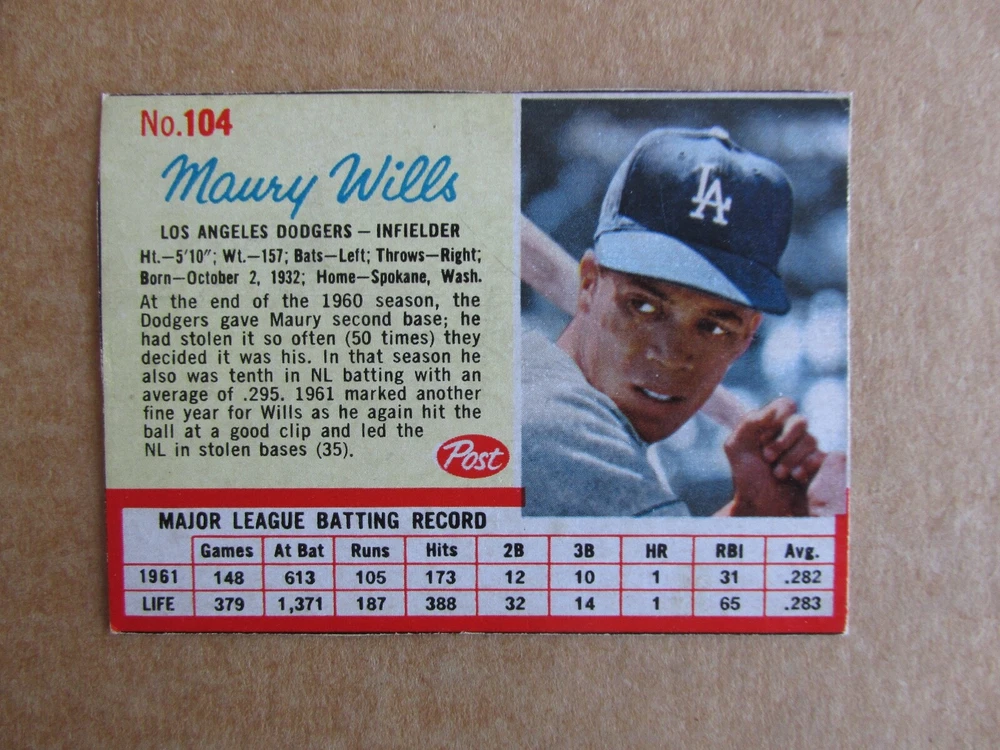 No.104
Maury Wills
LOS ANGELES DODGERS – INFIELDER
Ht.—5'10"; Wt.—157; Bats—Left; Throws—Right;
Born—October 2, 1932; Home—Spokane, Wash.
At the end of the 1960 season, the
Dodgers gave Maury second base; he
had stolen it so often (50 times) they
decided it was his. In that season he
also was tenth in NL batting with an
average of .295. 1961 marked another
fine year for Wills as he again hit the
ball at a good clip and led the
NL in stolen bases (35).
Post
LA
MAJOR LEAGUE BATTING RECORD
Games At Bat Runs Hits 2B 3B HR RBI Avg.
1961 148 613 105 173 12 10 1 31 .282
LIFE 379 1,371 187 388 32 14 1 65 .283